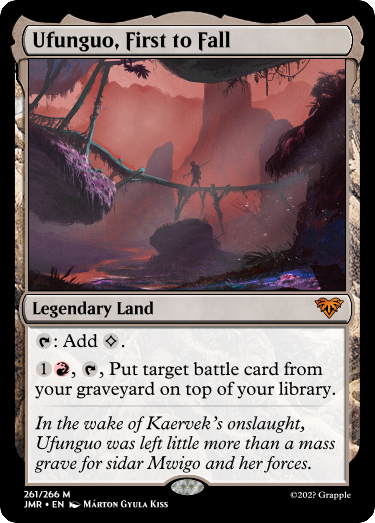 Ufunguo, First to Fall
Legendary Land
: Add .
1 , , Put target battle card from
your graveyard on top of your library.
In the wake of Kaervek's onslaught,
Ufunguo was left little more than a mass
grave for sidar Mwigo and her forces.
261/266 M
JMR • EN Márton Gyula Kiss
©202? Grapple